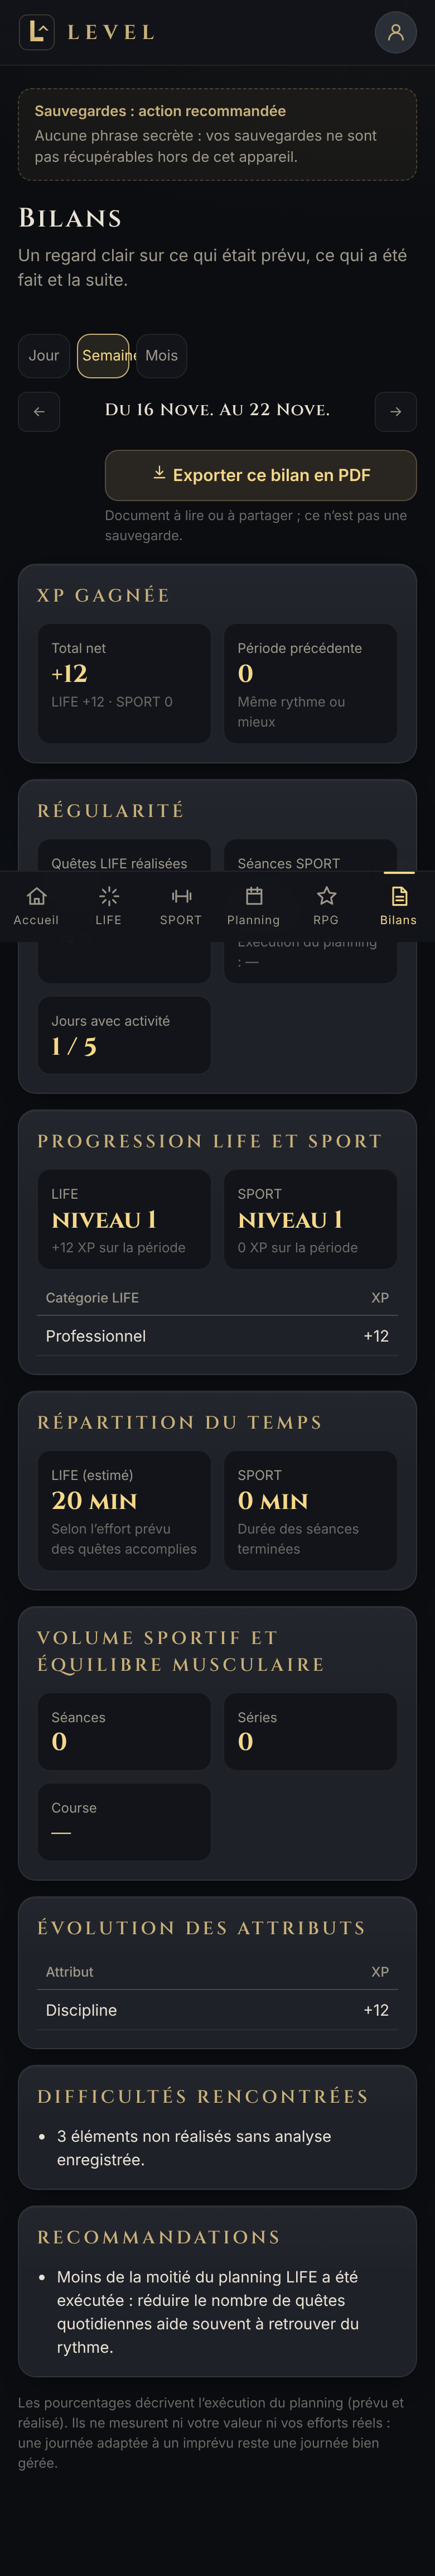 LEVEL
Sauvegardes : action recommandée
Aucune phrase secrète : vos sauvegardes ne sont
pas récupérables hors de cet appareil.
Bilans
Un regard clair sur ce qui était prévu, ce qui a été
fait et la suite.
Jour
Semaine
Mois
←
Du 16 Nove. Au 22 Nove.
→
Exporter ce bilan en PDF
Document à lire ou à partager ; ce n’est pas une
sauvegarde.
XP GAGNÉE
Total net
+12
LIFE +12 · SPORT 0
Période précédente
0
Même rythme ou
mieux
RÉGULARITÉ
Quêtes LIFE réalisées
Séances SPORT
Accueil
LIFE
SPORT
Planning
RPG
Bilans
Exécution du planning
: —
Jours avec activité
1 / 5
PROGRESSION LIFE ET SPORT
LIFE
NIVEAU 1
+12 XP sur la période
SPORT
NIVEAU 1
0 XP sur la période
Catégorie LIFE XP
Professionnel +12
RÉPARTITION DU TEMPS
LIFE (estimé)
20 MIN
Selon l’effort prévu
des quêtes accomplies
SPORT
0 MIN
Durée des séances
terminées
VOLUME SPORTIF ET
ÉQUILIBRE MUSCULAIRE
Séances
0
Séries
0
Course
—
ÉVOLUTION DES ATTRIBUTS
Attribut XP
Discipline +12
DIFFICULTÉS RENCONTRÉES
• 3 éléments non réalisés sans analyse
enregistrée.
RECOMMANDATIONS
• Moins de la moitié du planning LIFE a été
exécutée : réduire le nombre de quêtes
quotidiennes aide souvent à retrouver du
rythme.
Les pourcentages décrivent l’exécution du planning (prévu et
réalisé). Ils ne mesurent ni votre valeur ni vos efforts réels :
une journée adaptée à un imprévu reste une journée bien
gérée.